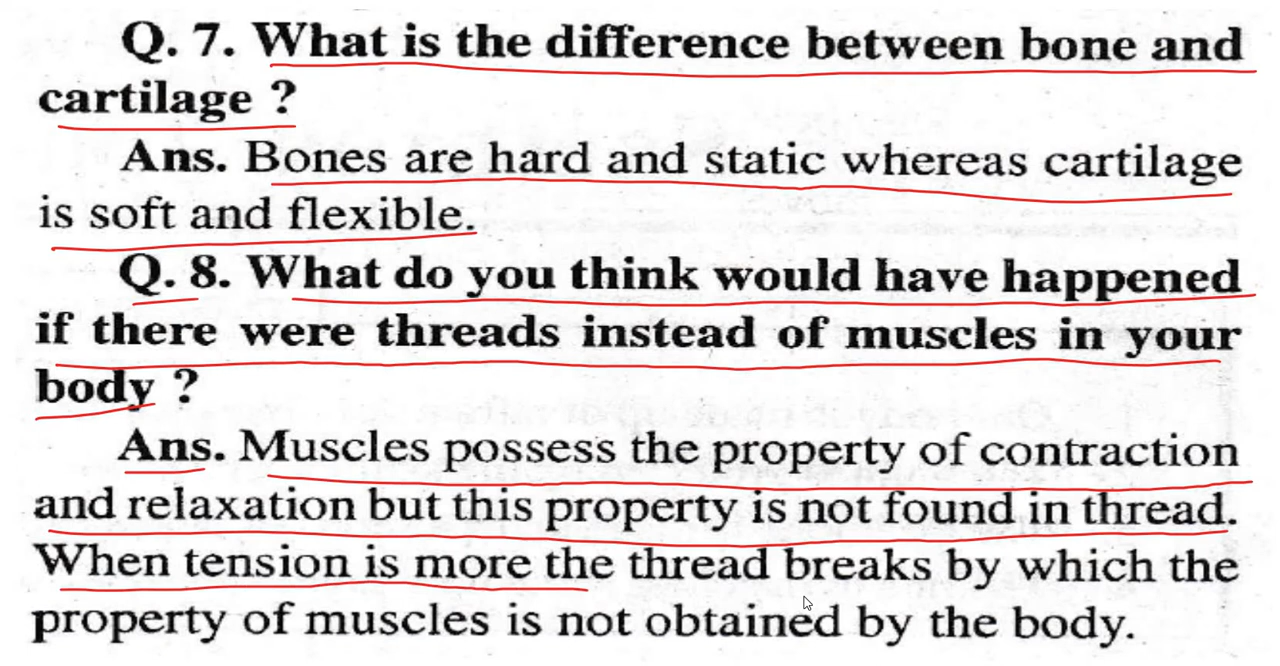 Q. 7. What is the difference between bone and
cartilage ?
Ans. Bones are hard and static whereas cartilage
is soft and flexible.
Q. 8. What do you think would have happened
if there were threads instead of muscles in your
body ?
Ans. Muscles possess the property of contraction
and relaxation but this property is not found in thread.
When tension is more the thread breaks by which the
property of muscles is not obtained by the body.